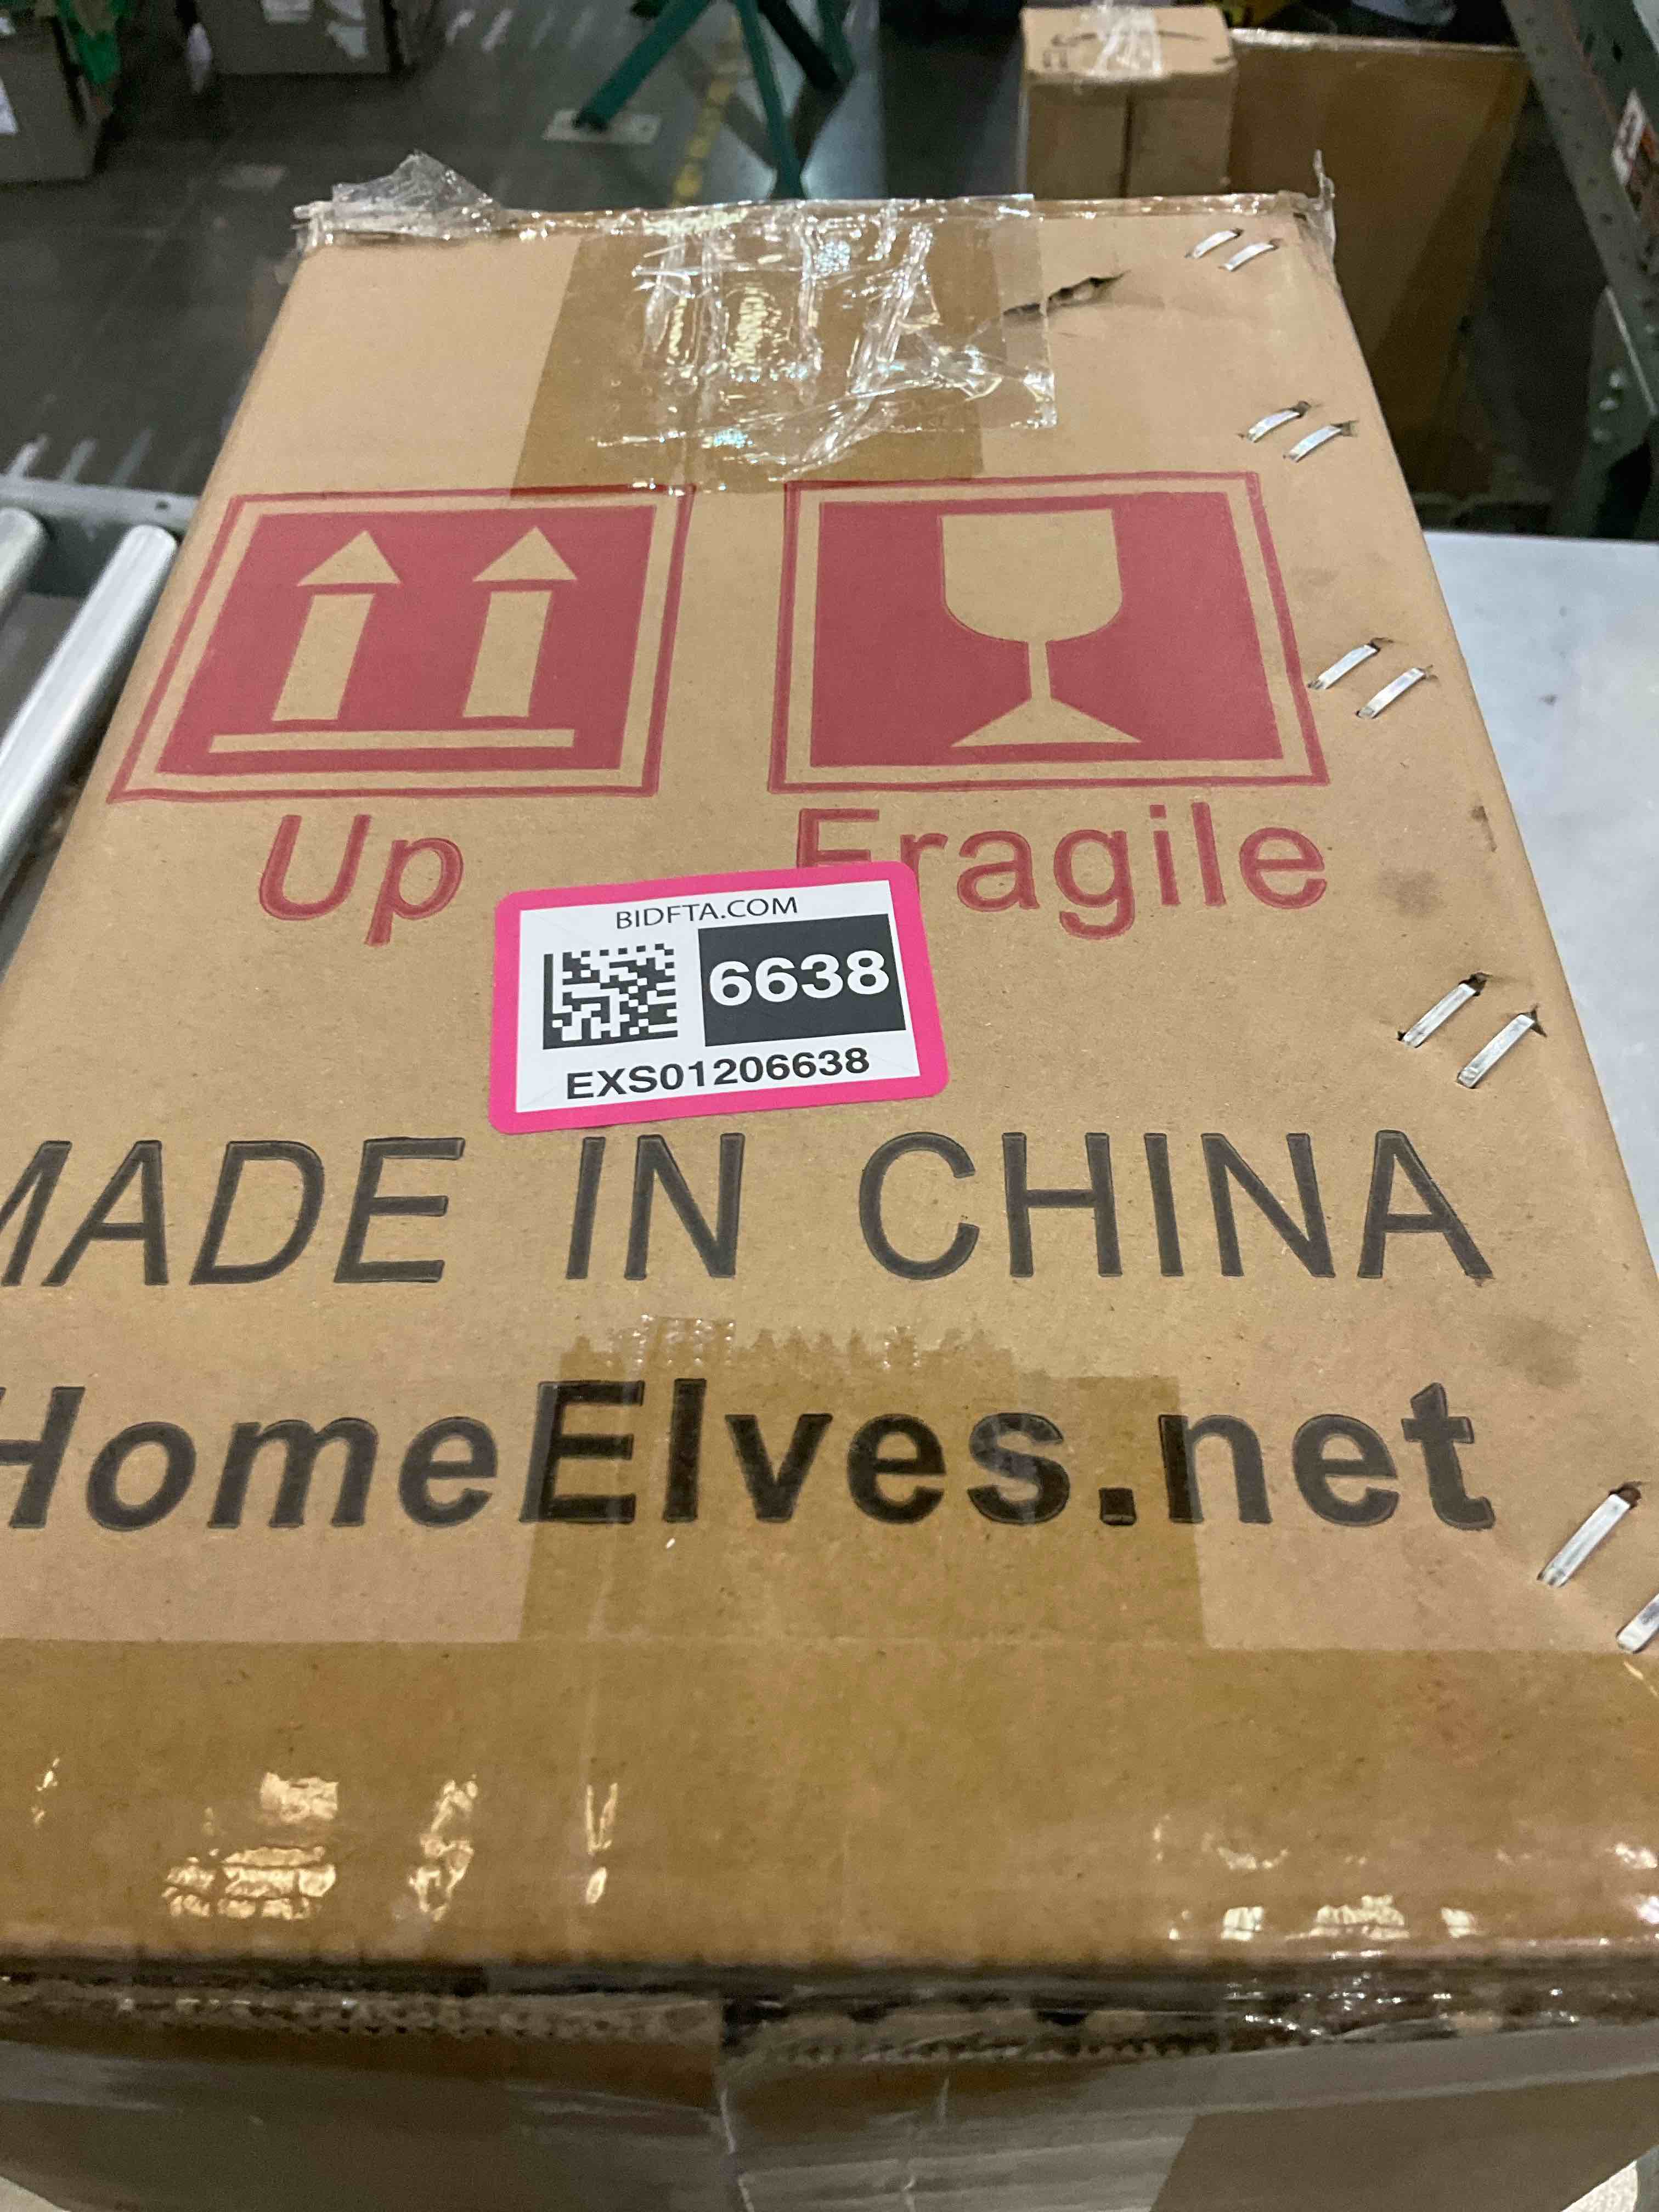 Up Fragile
BIDFTA.COM
6638
EXS01206638
MADE IN CHINA
HomeElves.net